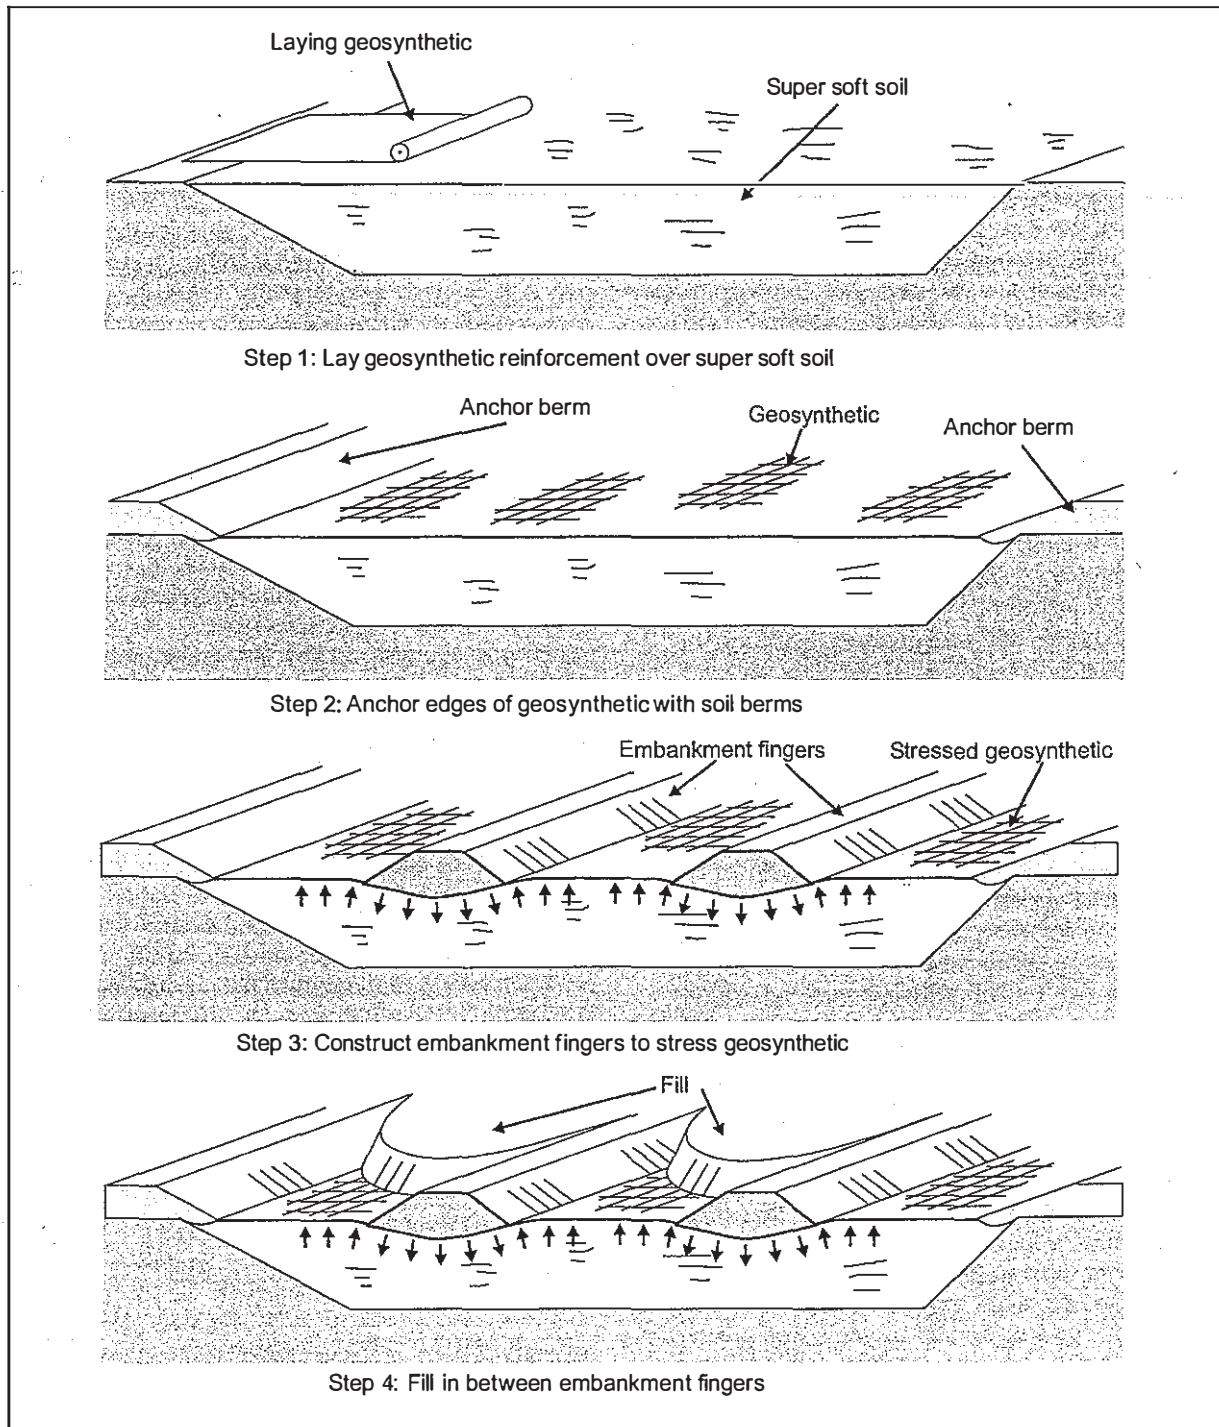 Laying geosynthetic
Super soft soil
Step 1: Lay geosynthetic reinforcement over super soft soil
Anchor berm
Geosynthetic
Anchor berm
Step 2: Anchor edges of geosynthetic with soil berms
Embankment fingers
Stressed geosynthetic
Step 3: Construct embankment fingers to stress geosynthetic
Fill
Step 4: Fill in between embankment fingers